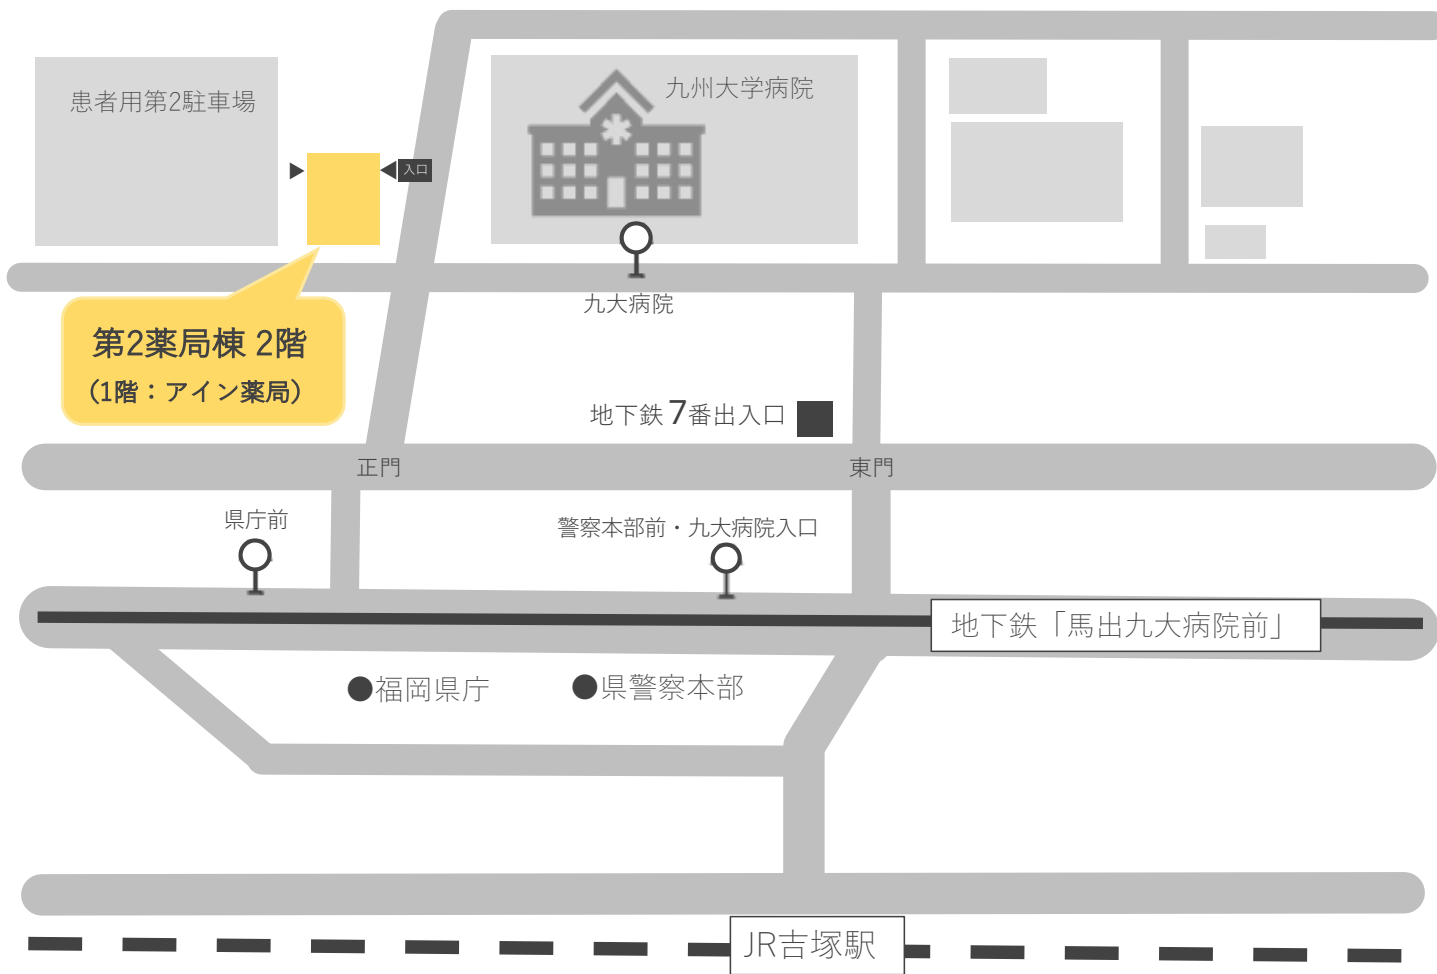 患者用第2駐車場
九州大学病院
入口
九大病院
第2薬局棟 2階
(1階：アイン薬局)
地下鉄 7番出入口
正門
東門
県庁前
警察本部前・九大病院入口
地下鉄「馬出九大病院前」
●福岡県庁
●県警察本部
JR吉塚駅